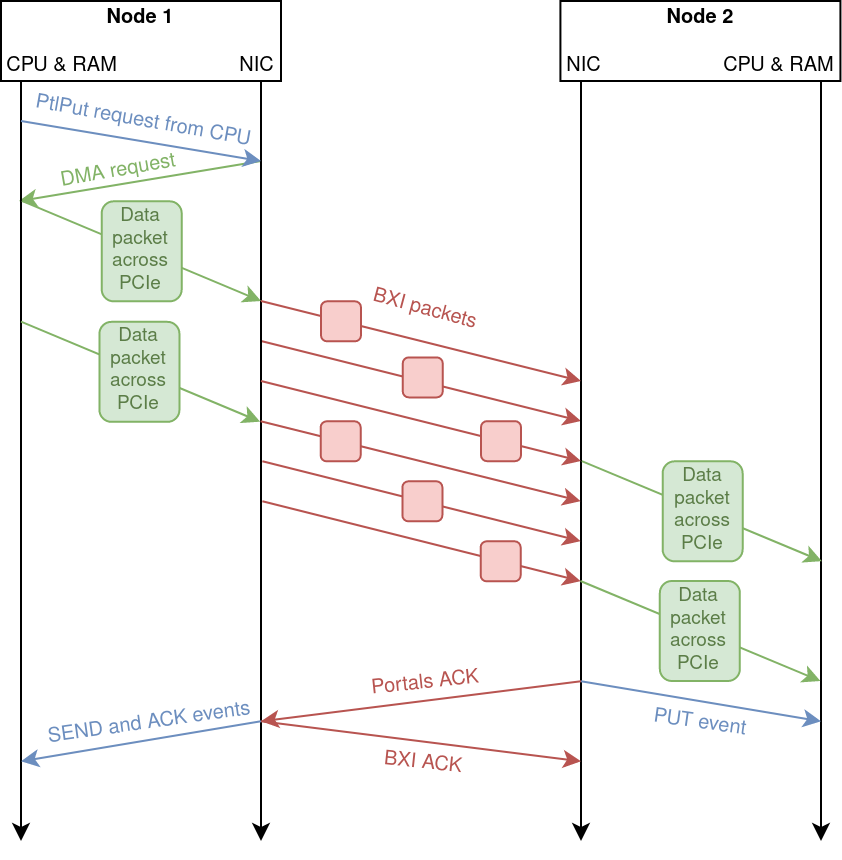 Node 1
Node 2
CPU & RAM
NIC
NIC
CPU & RAM
PtlPut request from CPU
DMA request
Data
packet
across
PCIe
BXI packets
Data
packet
across
PCIe
Data
packet
across
PCIe
Data
packet
across
PCIe
Portals ACK
SEND and ACK events
PUT event
BXI ACK